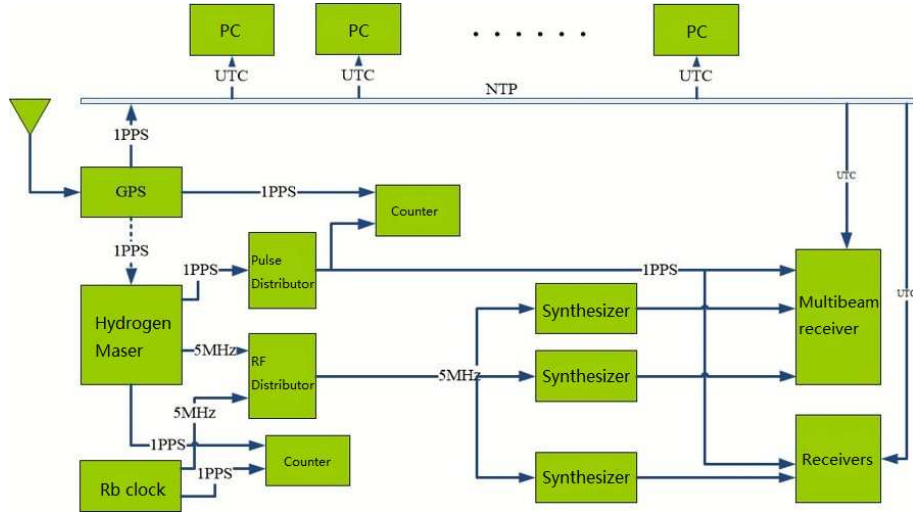 PC
PC
. . . . . .
PC
UTC
UTC
UTC
NTP
1PPS
GPS
1PPS
Counter
UTC
1PPS
1PPS
Pulse
Distributor
1PPS
Multibeam
receiver
UTC
Hydrogen
Maser
Synthesizer
5MHz
RF
Distributor
5MHz
Synthesizer
5MHz
1PPS
Counter
1PPS
Rb clock
Synthesizer
Receivers